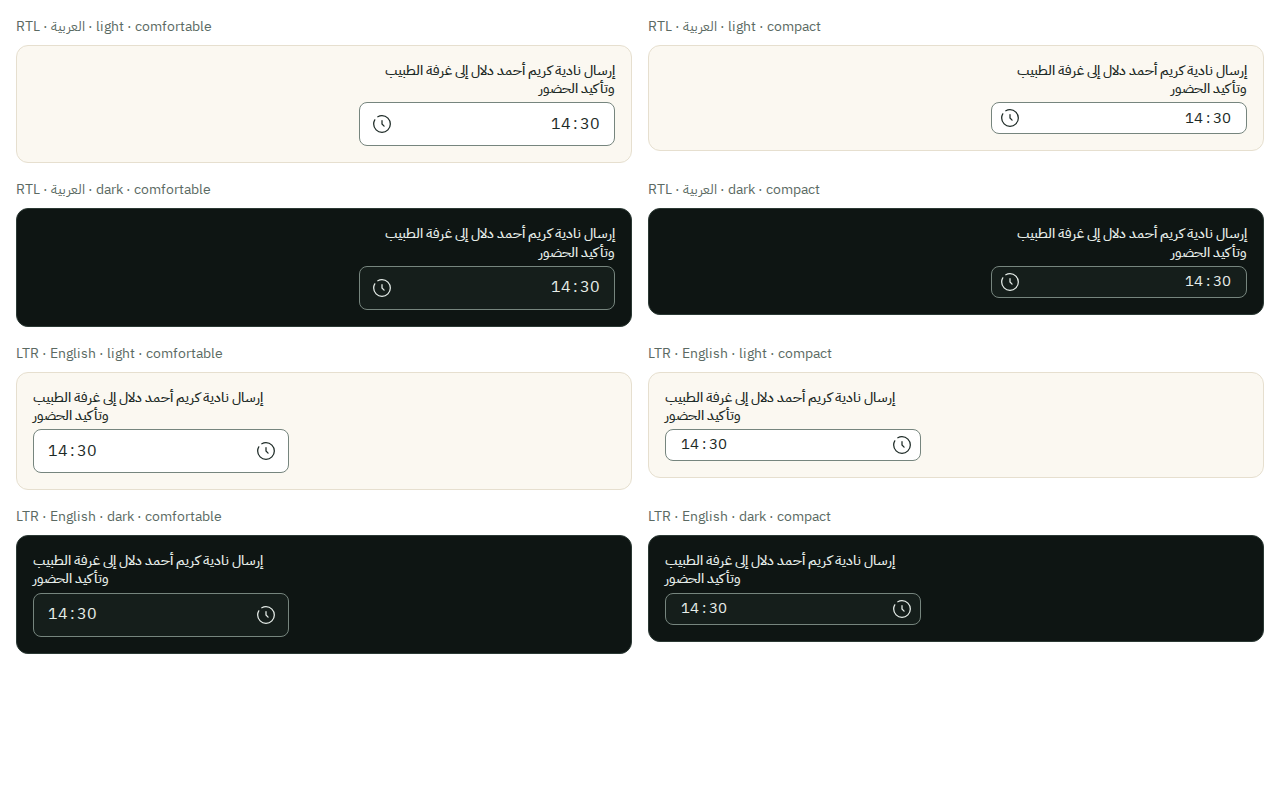 RTL · العربية · light · comfortable
إرسال نادية كريم أحمد دلال إلى غرفة الطبيب
وتأكيد الحضور
14:30
RTL · العربية · light · compact
إرسال نادية كريم أحمد دلال إلى غرفة الطبيب
وتأكيد الحضور
14:30
RTL · العربية · dark · comfortable
إرسال نادية كريم أحمد دلال إلى غرفة الطبيب
وتأكيد الحضور
14:30
RTL · العربية · dark · compact
إرسال نادية كريم أحمد دلال إلى غرفة الطبيب
وتأكيد الحضور
14:30
LTR · English · light · comfortable
إرسال نادية كريم أحمد دلال إلى غرفة الطبيب
وتأكيد الحضور
14:30
LTR · English · light · compact
إرسال نادية كريم أحمد دلال إلى غرفة الطبيب
وتأكيد الحضور
14:30
LTR · English · dark · comfortable
إرسال نادية كريم أحمد دلال إلى غرفة الطبيب
وتأكيد الحضور
14:30
LTR · English · dark · compact
إرسال نادية كريم أحمد دلال إلى غرفة الطبيب
وتأكيد الحضور
14:30